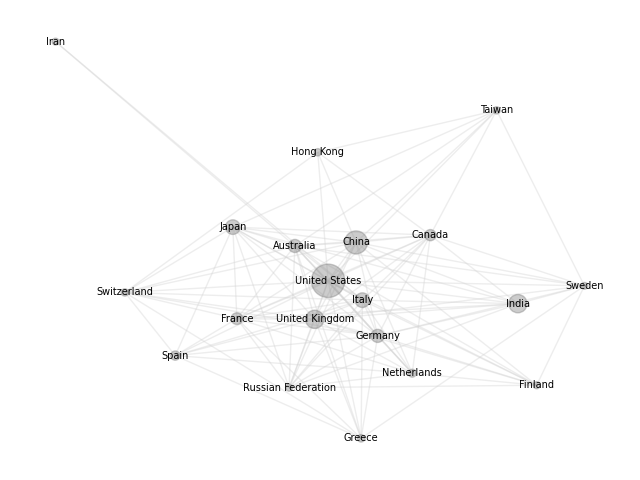 Iran
Taiwan
Hong Kong
Japan
Australia
China
Canada
United States
Switzerland
Sweden
Italy
India
France
United Kingdom
Germany
Spain
Netherlands
Russian Federation
Finland
Greece